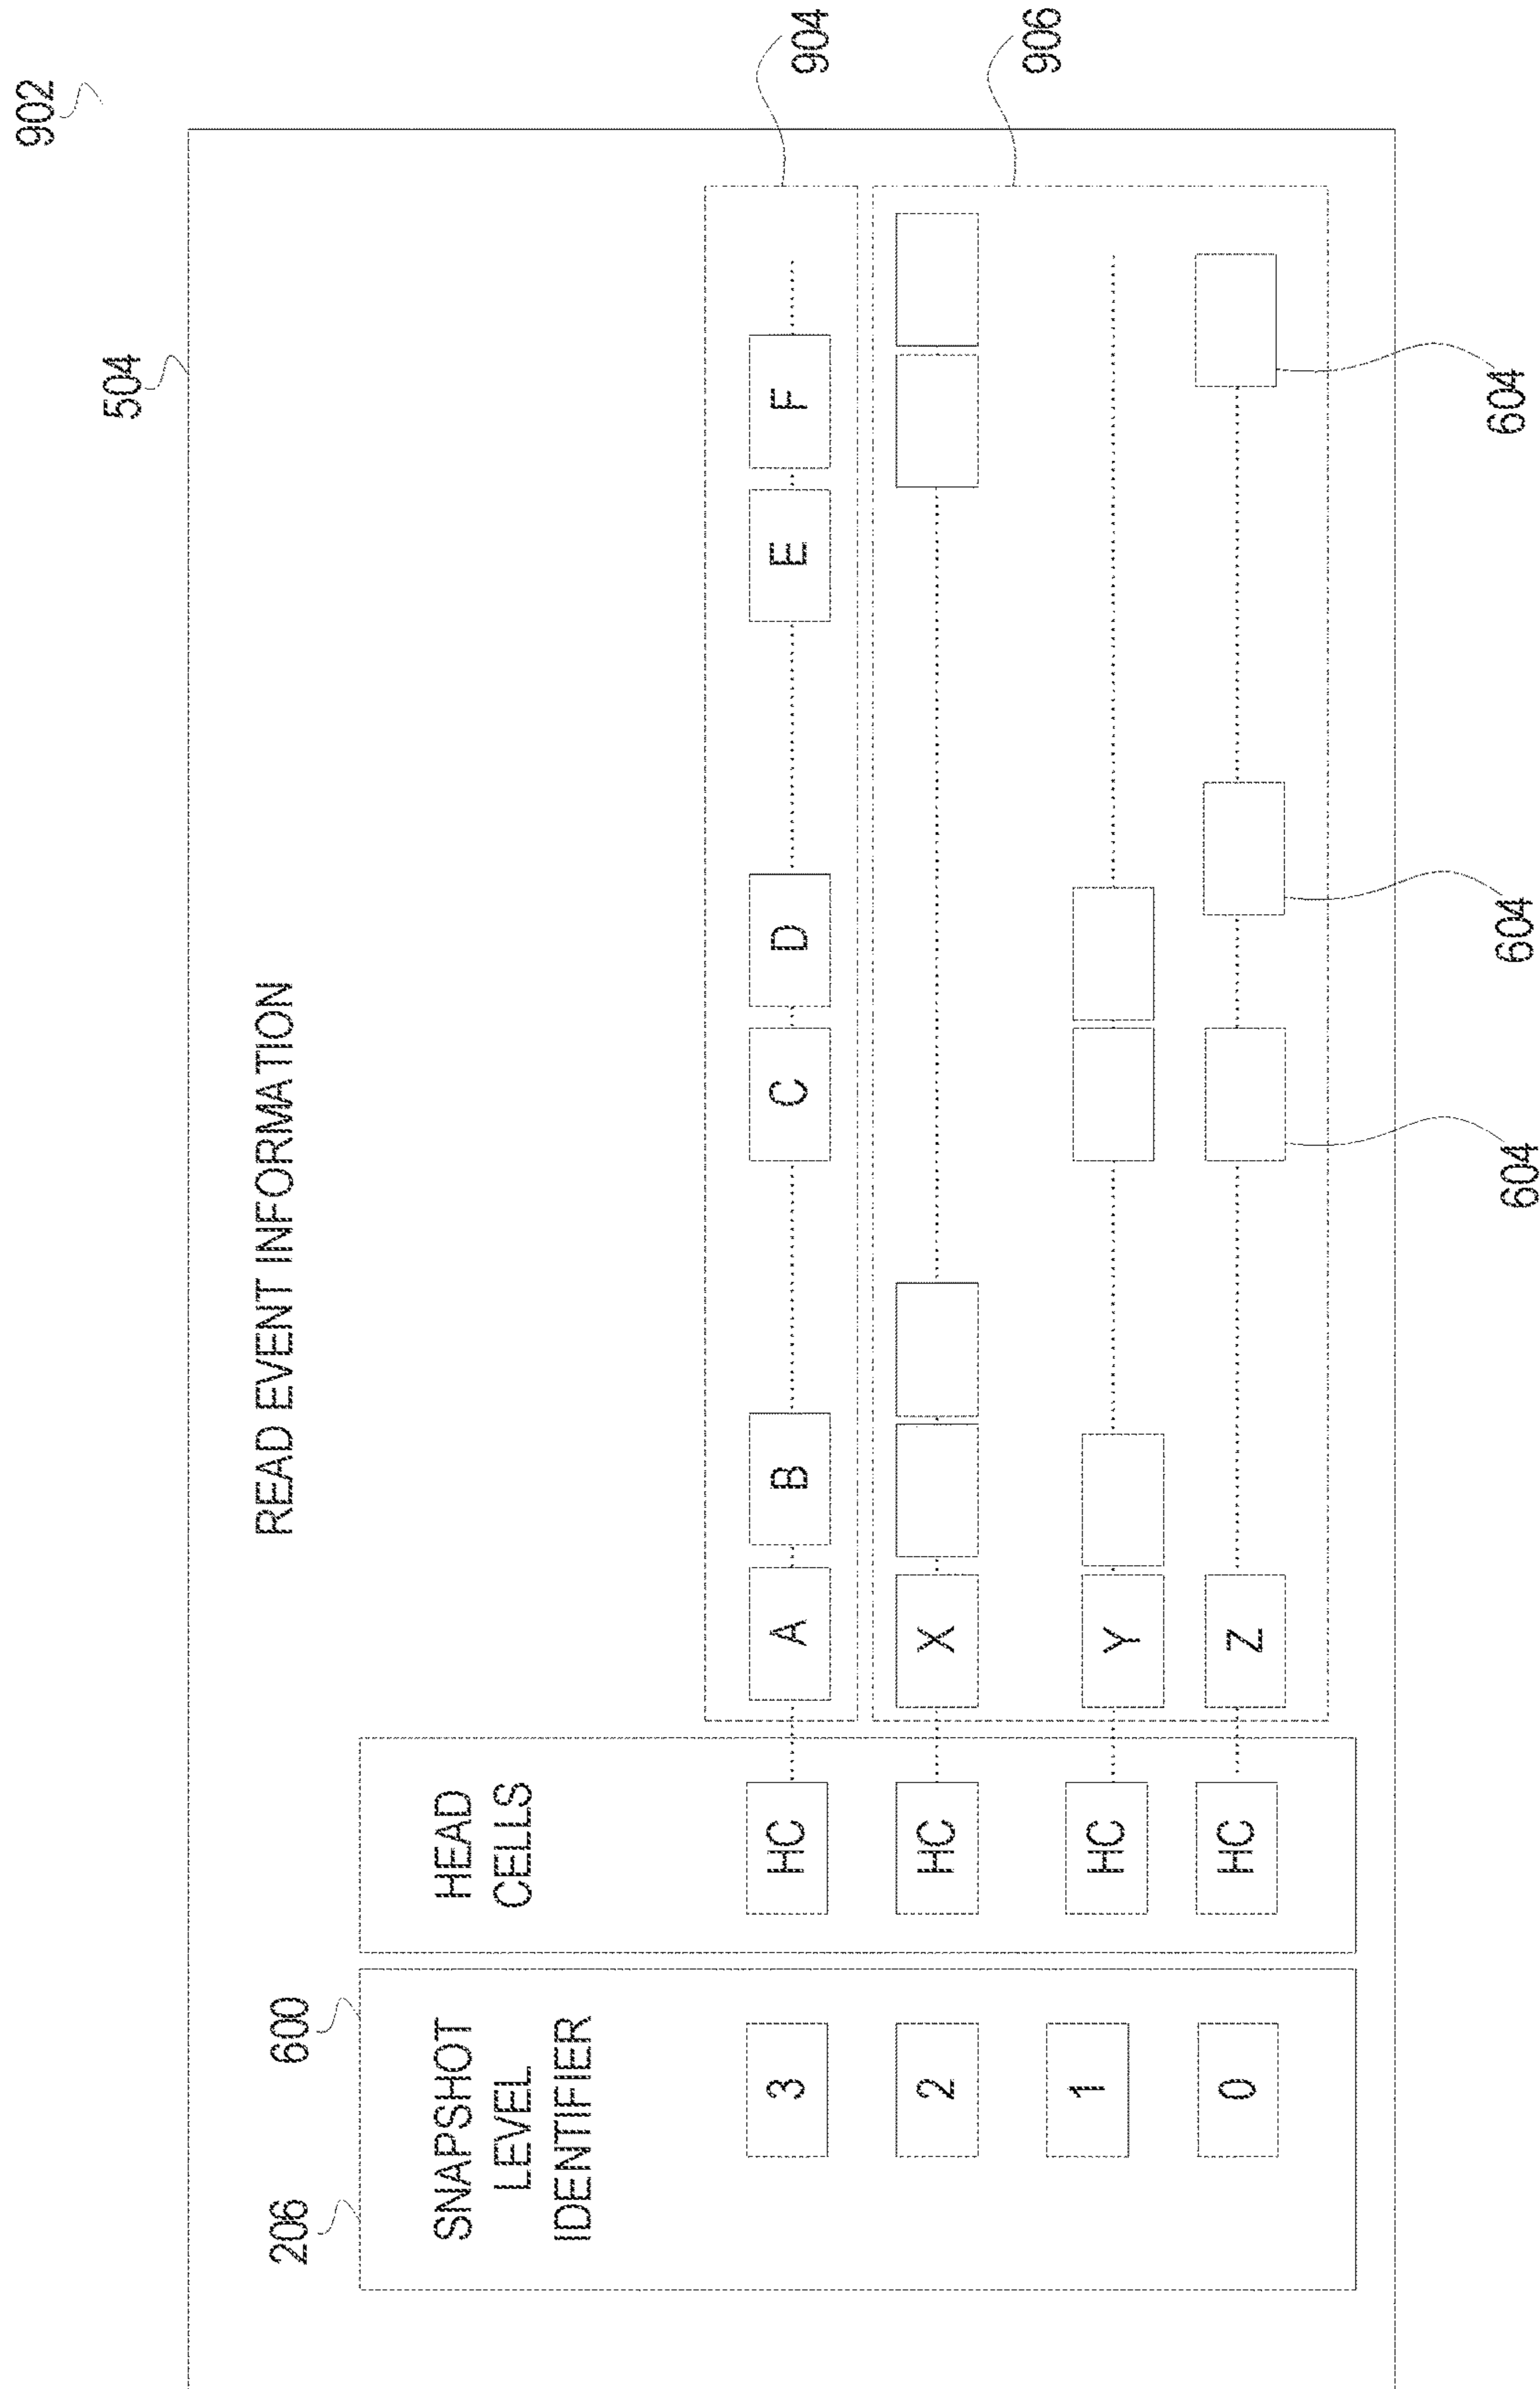 902
504
READ EVENT INFORMATION
206
600
SNAPSHOT
LEVEL
IDENTIFIER
HEAD
CELLS
3
HC
A
B
C
D
E
F
904
2
HC
X
906
1
HC
Y
0
HC
Z
604
604
604